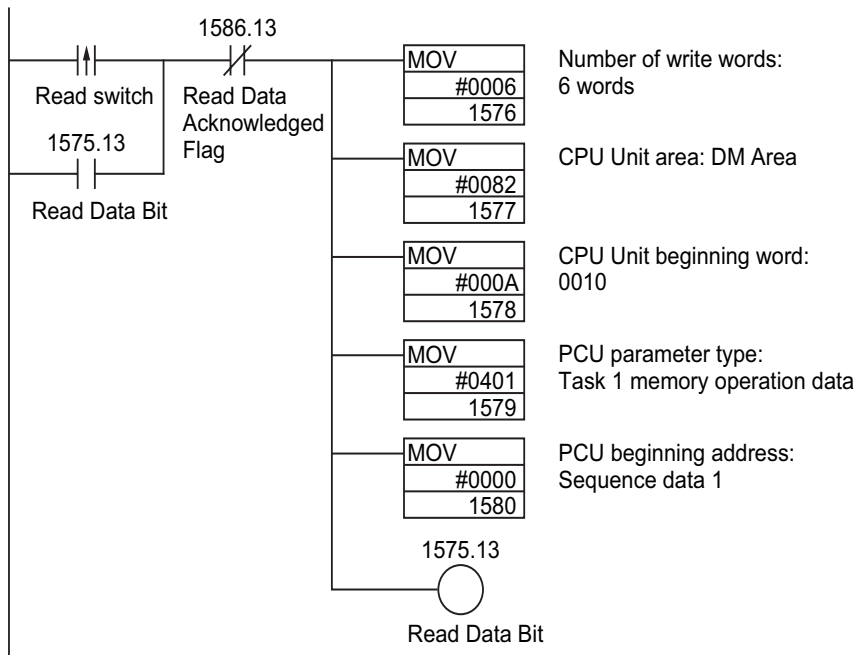 1586.13
Read switch
Read Data
Acknowledged
Flag
1575.13
Read Data Bit
MOV
#0006
1576
Number of write words:
6 words
MOV
#0082
1577
CPU Unit area: DM Area
MOV
#000A
1578
CPU Unit beginning word:
0010
MOV
#0401
1579
PCU parameter type:
Task 1 memory operation data
MOV
#0000
1580
PCU beginning address:
Sequence data 1
1575.13
Read Data Bit